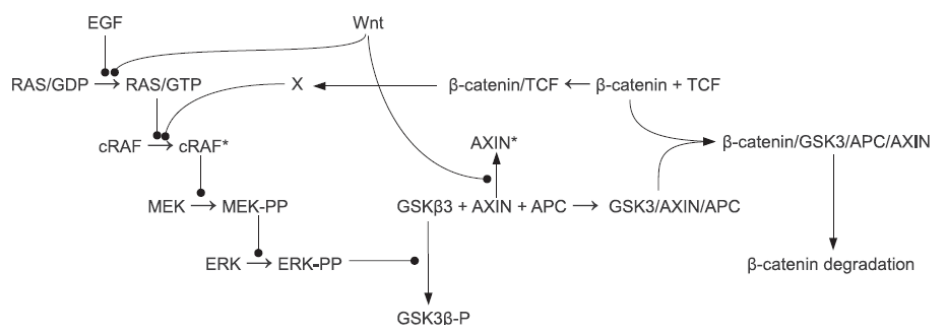 EGF
Wnt
RAS/GDP → RAS/GTP
X
β-catenin/TCF ← β-catenin + TCF
cRAF → cRAF*
AXIN*
β-catenin/GSK3/APC/AXIN
MEK → MEK-PP
GSKβ3 + AXIN + APC → GSK3/AXIN/APC
ERK → ERK-PP
β-catenin degradation
GSK3β-P